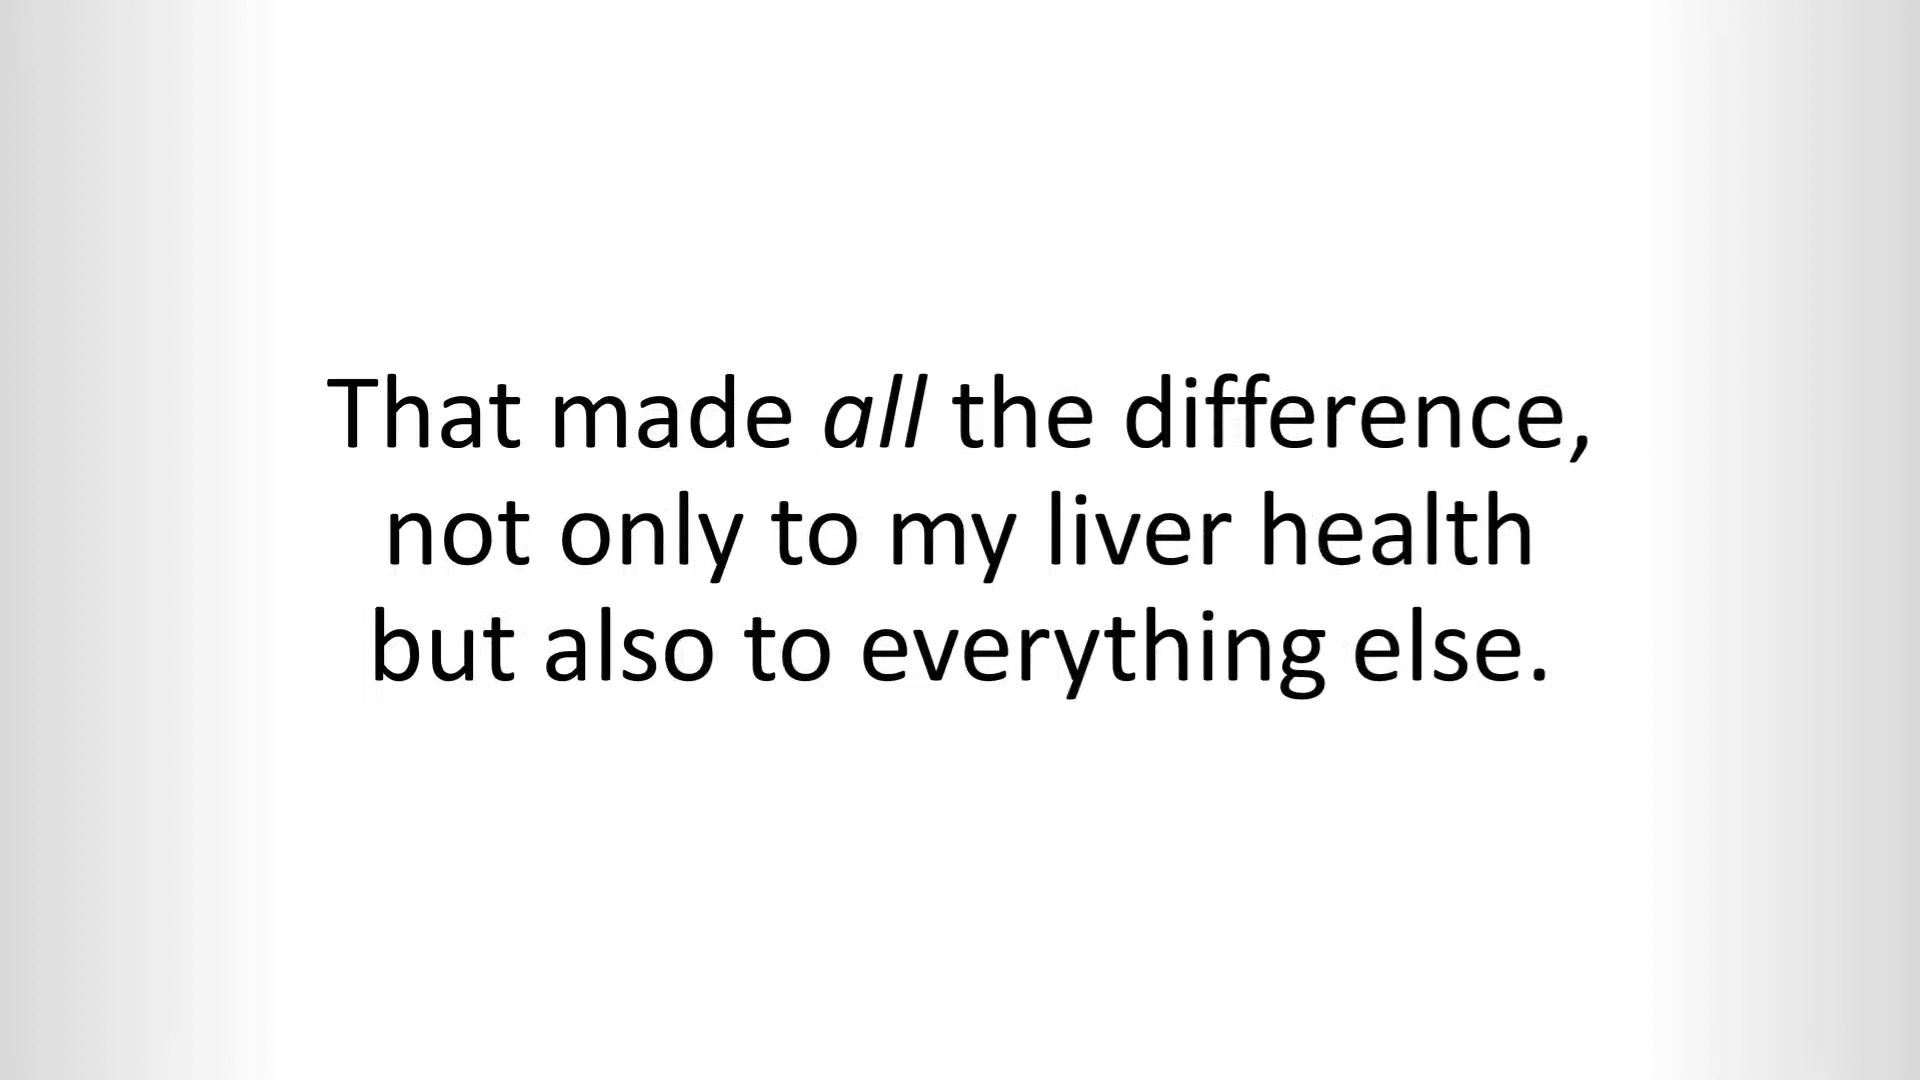 That made all the difference,
not only to my liver health
but also to everything else.